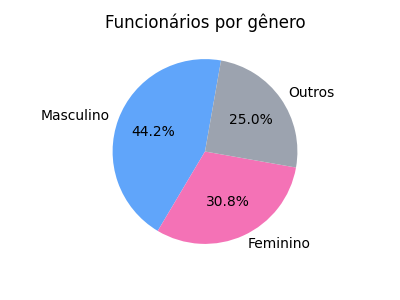 Funcionários por gênero
Outros
Masculino
25.0%
44.2%
30.8%
Feminino